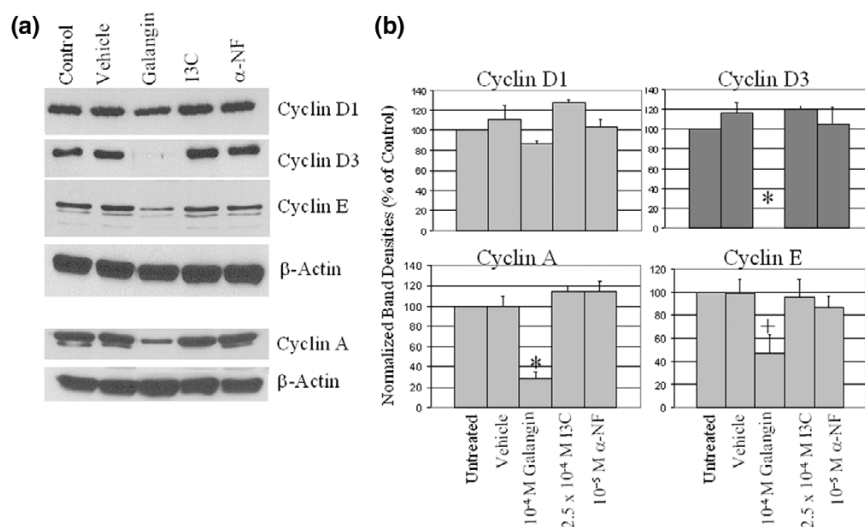 (a)
Control
Vehicle
Galangin
I3C
α-NF
Cyclin D1
Cyclin D3
Cyclin E
β-Actin
Cyclin A
β-Actin
(b)
Normalized Band Densities (% of Control)
Cyclin D1
140
120
100
80
60
40
20
0
Cyclin D3
140
120
100
80
60
40
20
0
*
Cyclin A
140
120
100
80
60
40
20
0
*
Cyclin E
120
100
80
60
40
20
0
+
Untreated
Vehicle
10⁻⁴ M Galangin
2.5 x 10⁻⁴ M I3C
10⁻⁵ M α-NF
Untreated
Vehicle
10⁻⁴ M Galangin
2.5 x 10⁻⁴ M I3C
10⁻⁵ M α-NF